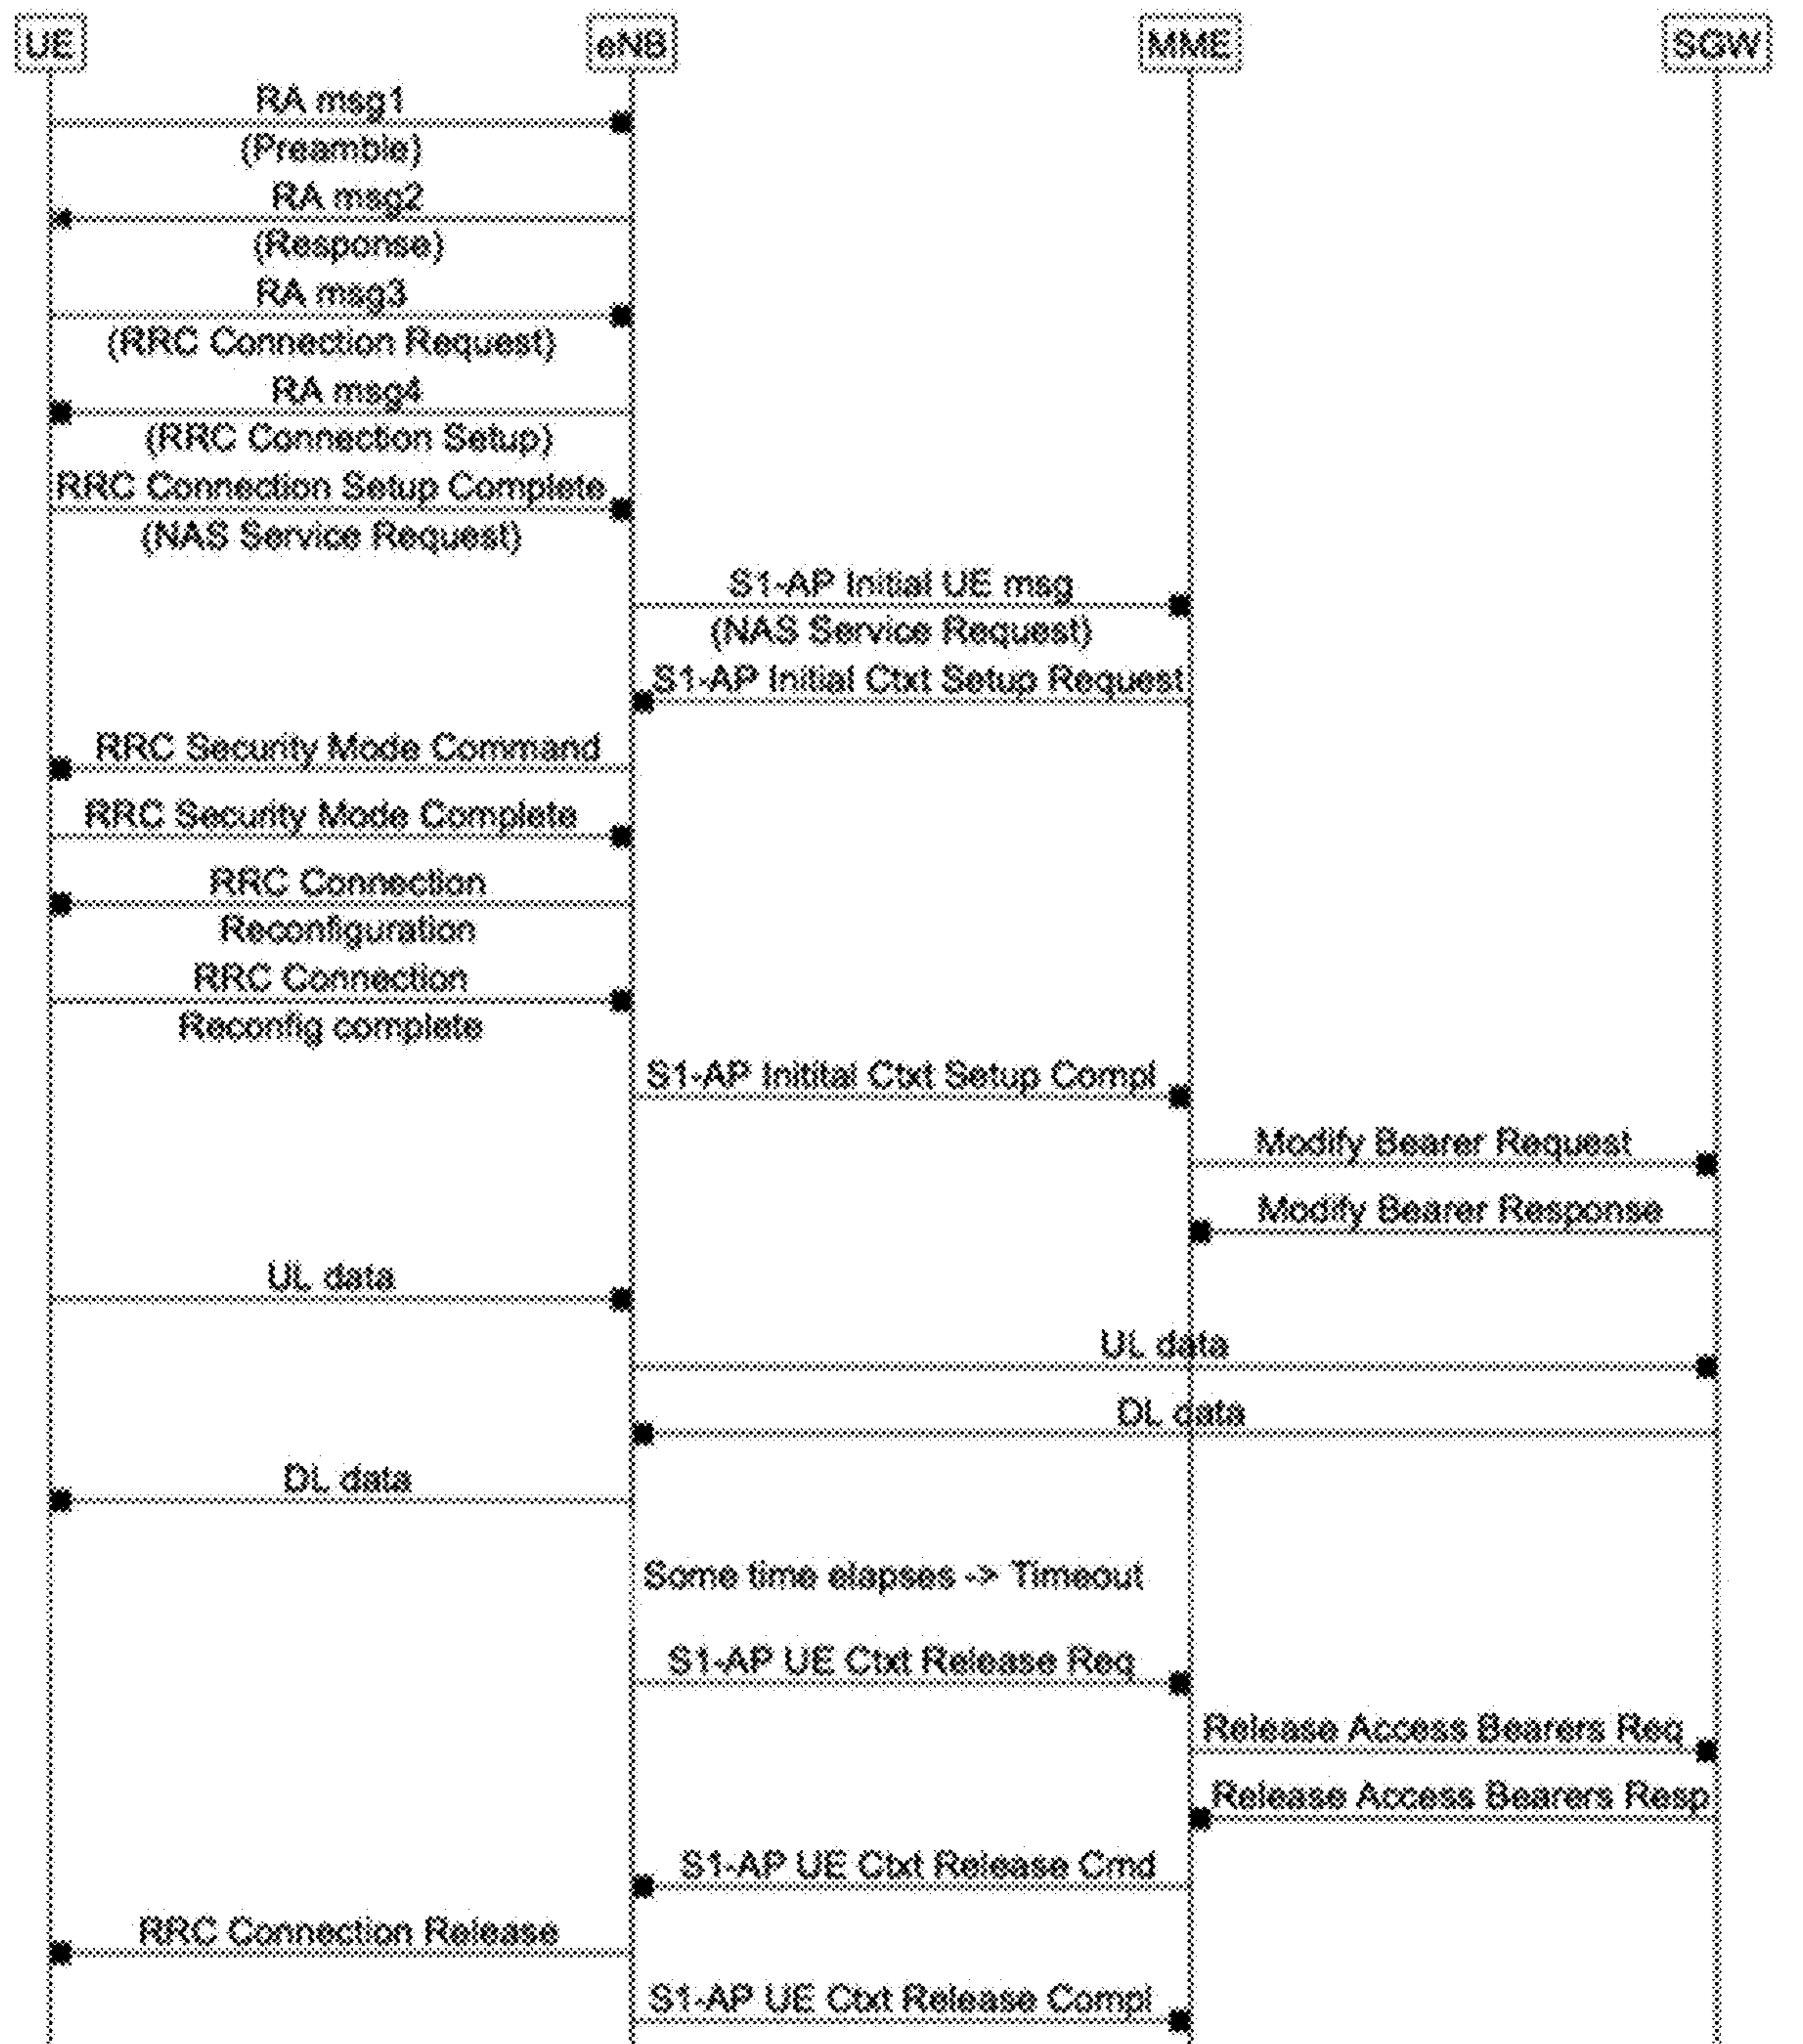 UE
eNB
MME
SGW
RA msg1
(Preamble)
RA msg2
(Response)
RA msg3
(RRC Connection Request)
RA msg4
(RRC Connection Setup)
RRC Connection Setup Complete
(NAS Service Request)
S1-AP Initial UE msg
(NAS Service Request)
S1-AP Initial Ctxt Setup Request
RRC Security Mode Command
RRC Security Mode Complete
RRC Connection
Reconfiguration
RRC Connection
Reconfig complete
S1-AP Initital Ctxt Setup Compl
Modify Bearer Request
Modify Bearer Response
UL data
UL data
DL data
DL data
Some time elapses -> Timeout
S1-AP UE Ctxt Release Req
Release Access Bearers Req
Release Access Bearers Resp
S1-AP UE Ctxt Release Cmd
RRC Connection Release
S1-AP UE Ctxt Release Compl